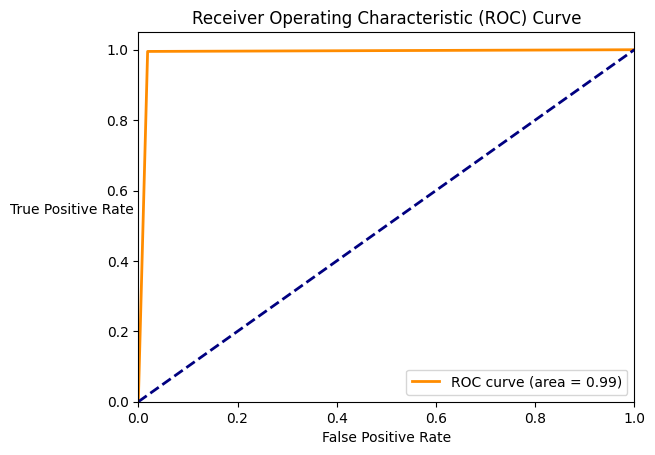 Receiver Operating Characteristic (ROC) Curve
1.0
0.8
0.6
True Positive Rate
0.4
0.2
0.0
ROC curve (area = 0.99)
0.0 0.2 0.4 0.6 0.8 1.0
False Positive Rate